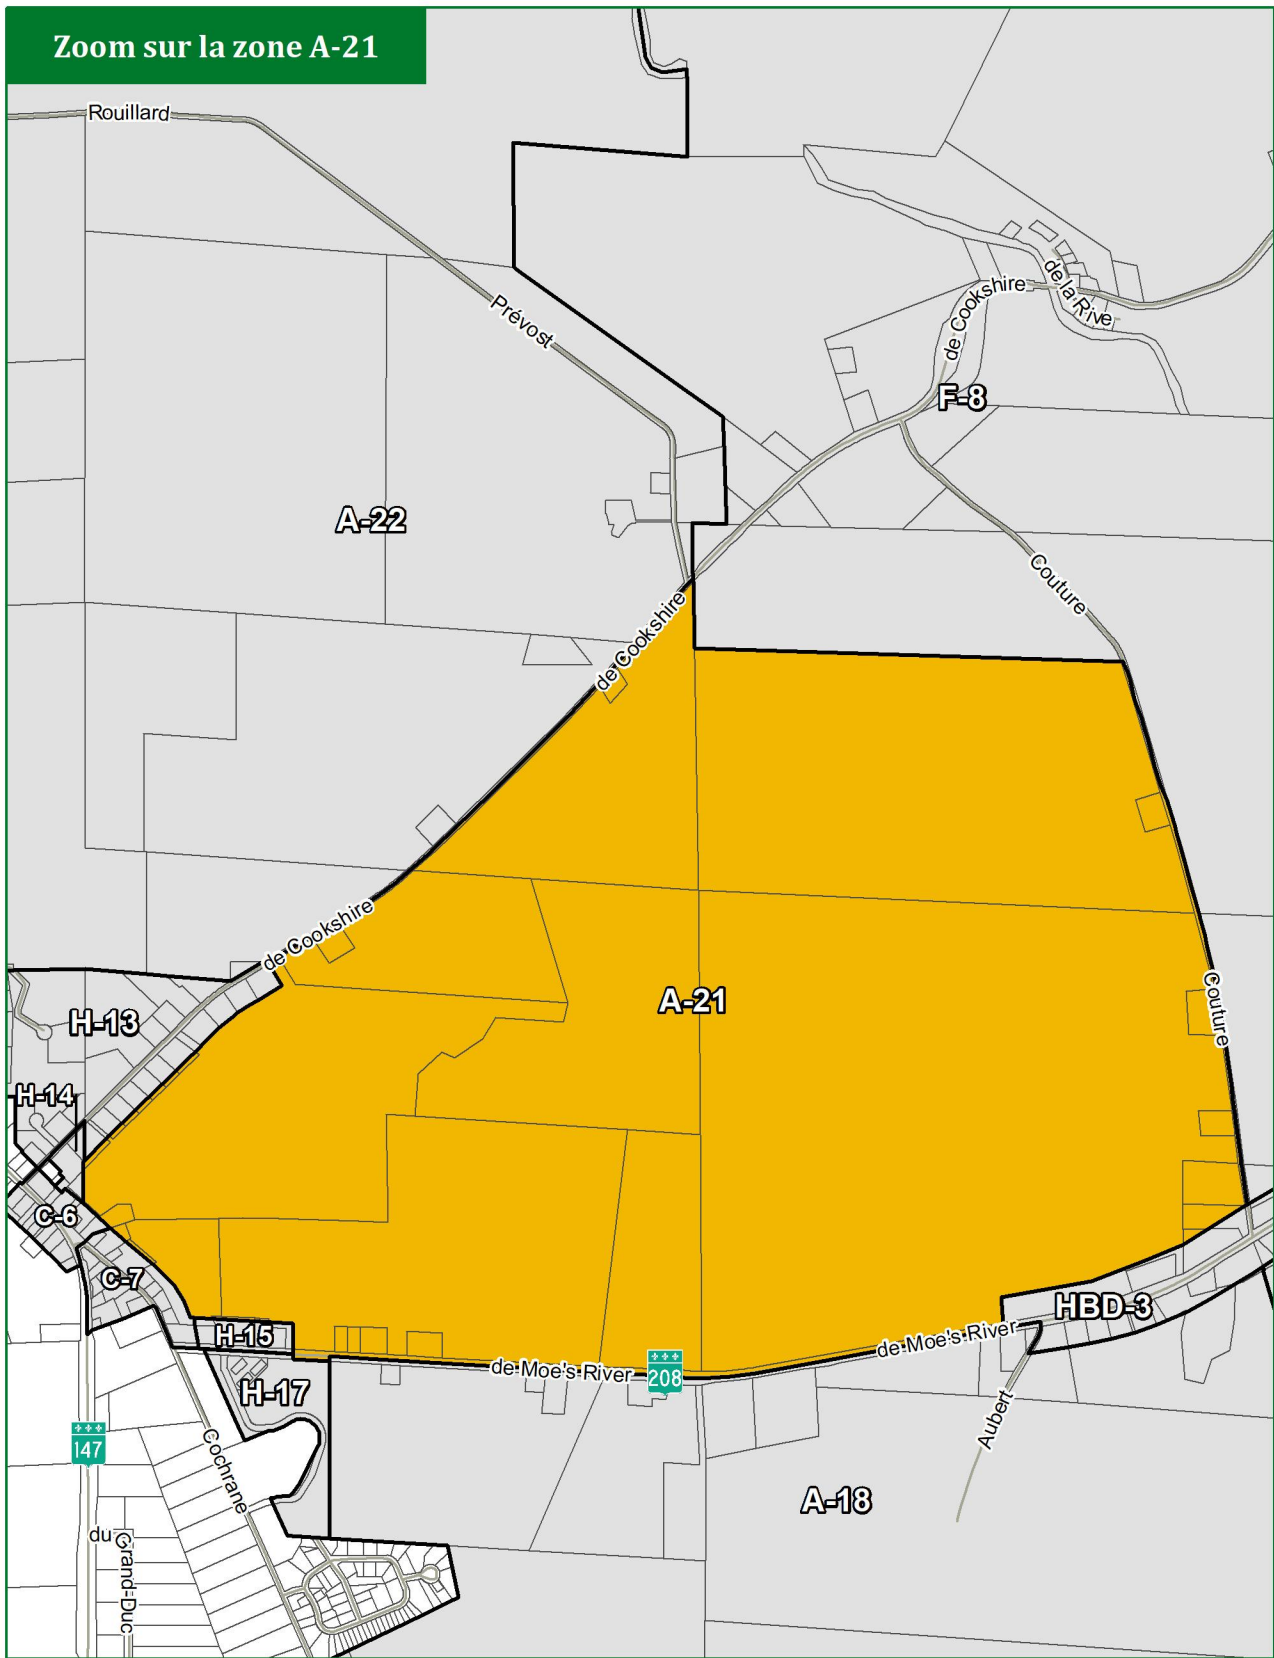 Zoom sur la zone A-21
Rouillard
Prévost
de Cookshire
de la Rive
F-8
A-22
Couture
de Cookshire
de Cookshire
A-21
Couture
H-13
H-14
C-6
C-7
H-15
HBD-3
de Moe's River
de Moe's River
208
H-17
147
Cochrane
Aubert
A-18
du Grand-Duc